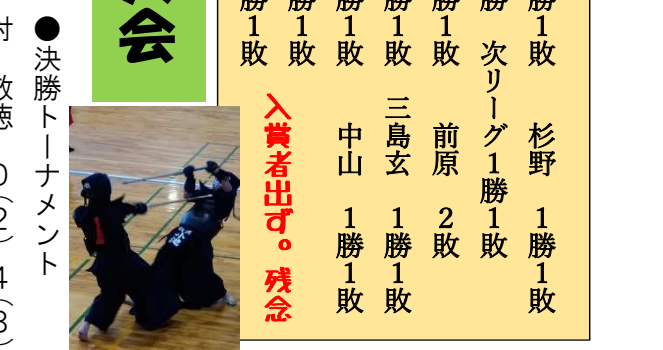 勝1敗　杉野　1勝1敗
勝　次リーグ1勝1敗
勝1敗　前原　2敗
勝1敗　三島玄　1勝1敗
勝1敗　中山　1勝1敗
勝1敗
勝1敗
入賞者出ず。残念
会
●決勝トーナメント